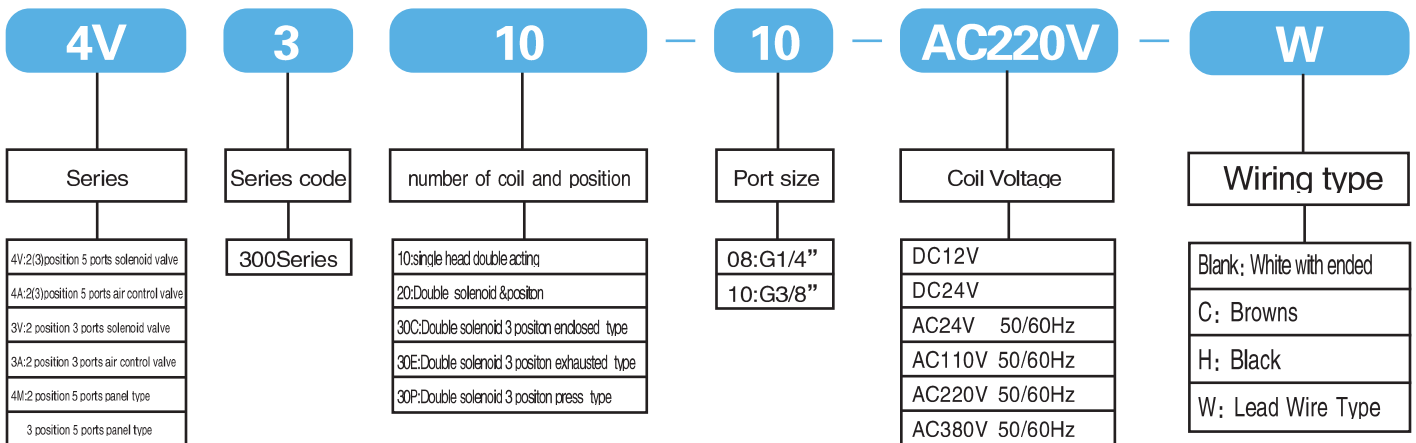 4V 3 10 — 10 — AC220V — W
Series
Series code
number of coil and position
Port size
Coil Voltage
Wiring type
4V:2(3)position 5 ports solenoid valve
4A:2(3)position 5 ports air control valve
3V:2 position 3 ports solenoid valve
3A:2 position 3 ports air control valve
4M:2 position 5 ports panel type
3 position 5 ports panel type
300Series
10:single head double acting
20:Double solenoid &positon
30C:Double solenoid 3 positon enclosed type
30E:Double solenoid 3 positon exhausted type
30P:Double solenoid 3 positon press type
08:G1/4”
10:G3/8”
DC12V
DC24V
AC24V 50/60Hz
AC110V 50/60Hz
AC220V 50/60Hz
AC380V 50/60Hz
Blank: White with ended
C: Browns
H: Black
W: Lead Wire Type